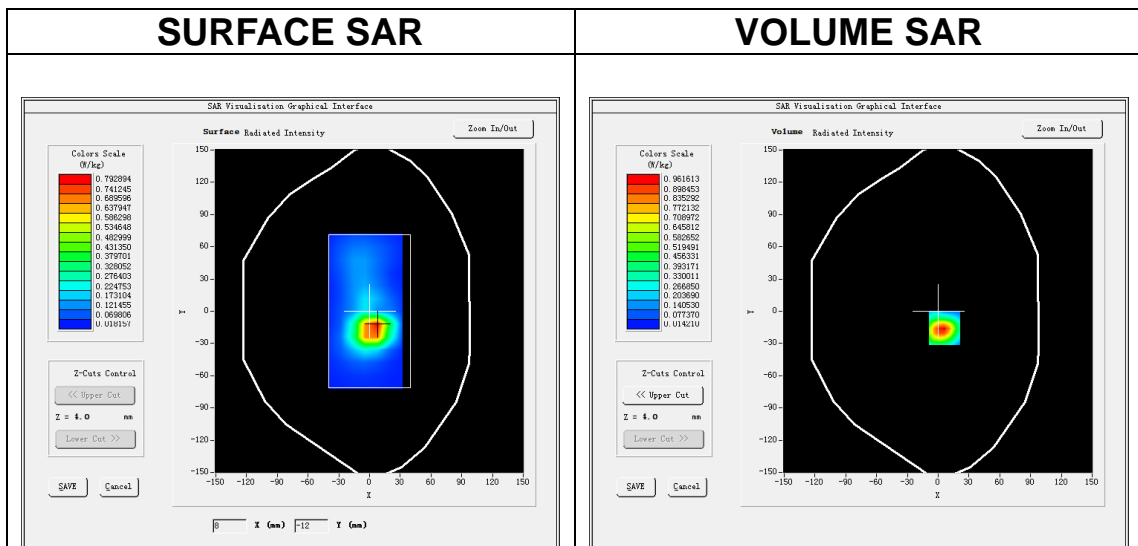 SURFACE SAR
VOLUME SAR
SAR Visualisation Graphical Interface
Surface Radiated Intensity
Zoom In/Out
Colors Scale
(W/kg)
0.792894
0.741245
0.689596
0.637947
0.586298
0.534648
0.482999
0.431350
0.379701
0.328052
0.276403
0.224753
0.173104
0.121455
0.069806
0.018157
150
120
90
60
30
0
-30
-60
-90
-120
-150
Y
-150 -120 -90 -60 -30 0 30 60 90 120 150
X
Z-Cuts Control
<< Upper Cut
Z = 4.0 mm
Lower Cut >>
SAVE
Cancel
8 X (mm) -12 Y (mm)
SAR Visualisation Graphical Interface
Volume Radiated Intensity
Zoom In/Out
Colors Scale
(W/kg)
0.961613
0.898453
0.835292
0.772132
0.708972
0.645812
0.582652
0.519491
0.456331
0.393171
0.330011
0.266850
0.203690
0.140530
0.077370
0.014210
150
120
90
60
30
0
-30
-60
-90
-120
-150
Y
-150 -120 -90 -60 -30 0 30 60 90 120 150
X
Z-Cuts Control
<< Upper Cut
Z = 4.0 mm
Lower Cut >>
SAVE
Cancel